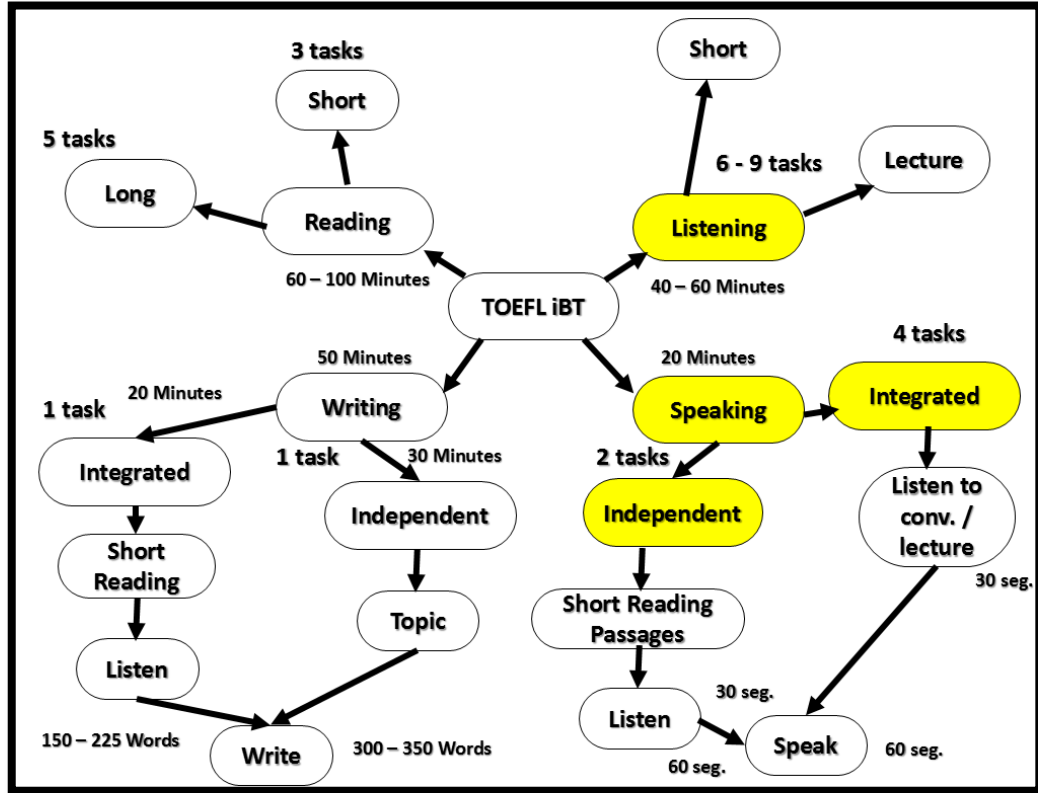 Short
3 tasks
Short
5 tasks
6 - 9 tasks
Lecture
Long
Reading
Listening
60 – 100 Minutes
40 – 60 Minutes
TOEFL iBT
4 tasks
50 Minutes
20 Minutes
20 Minutes
1 task
Writing
Speaking
Integrated
1 task
30 Minutes
2 tasks
Integrated
Independent
Independent
Listen to
conv. /
lecture
Short
Reading
30 seg.
Topic
Short Reading
Passages
Listen
30 seg.
Listen
150 – 225 Words
Write
300 – 350 Words
60 seg.
Speak
60 seg.